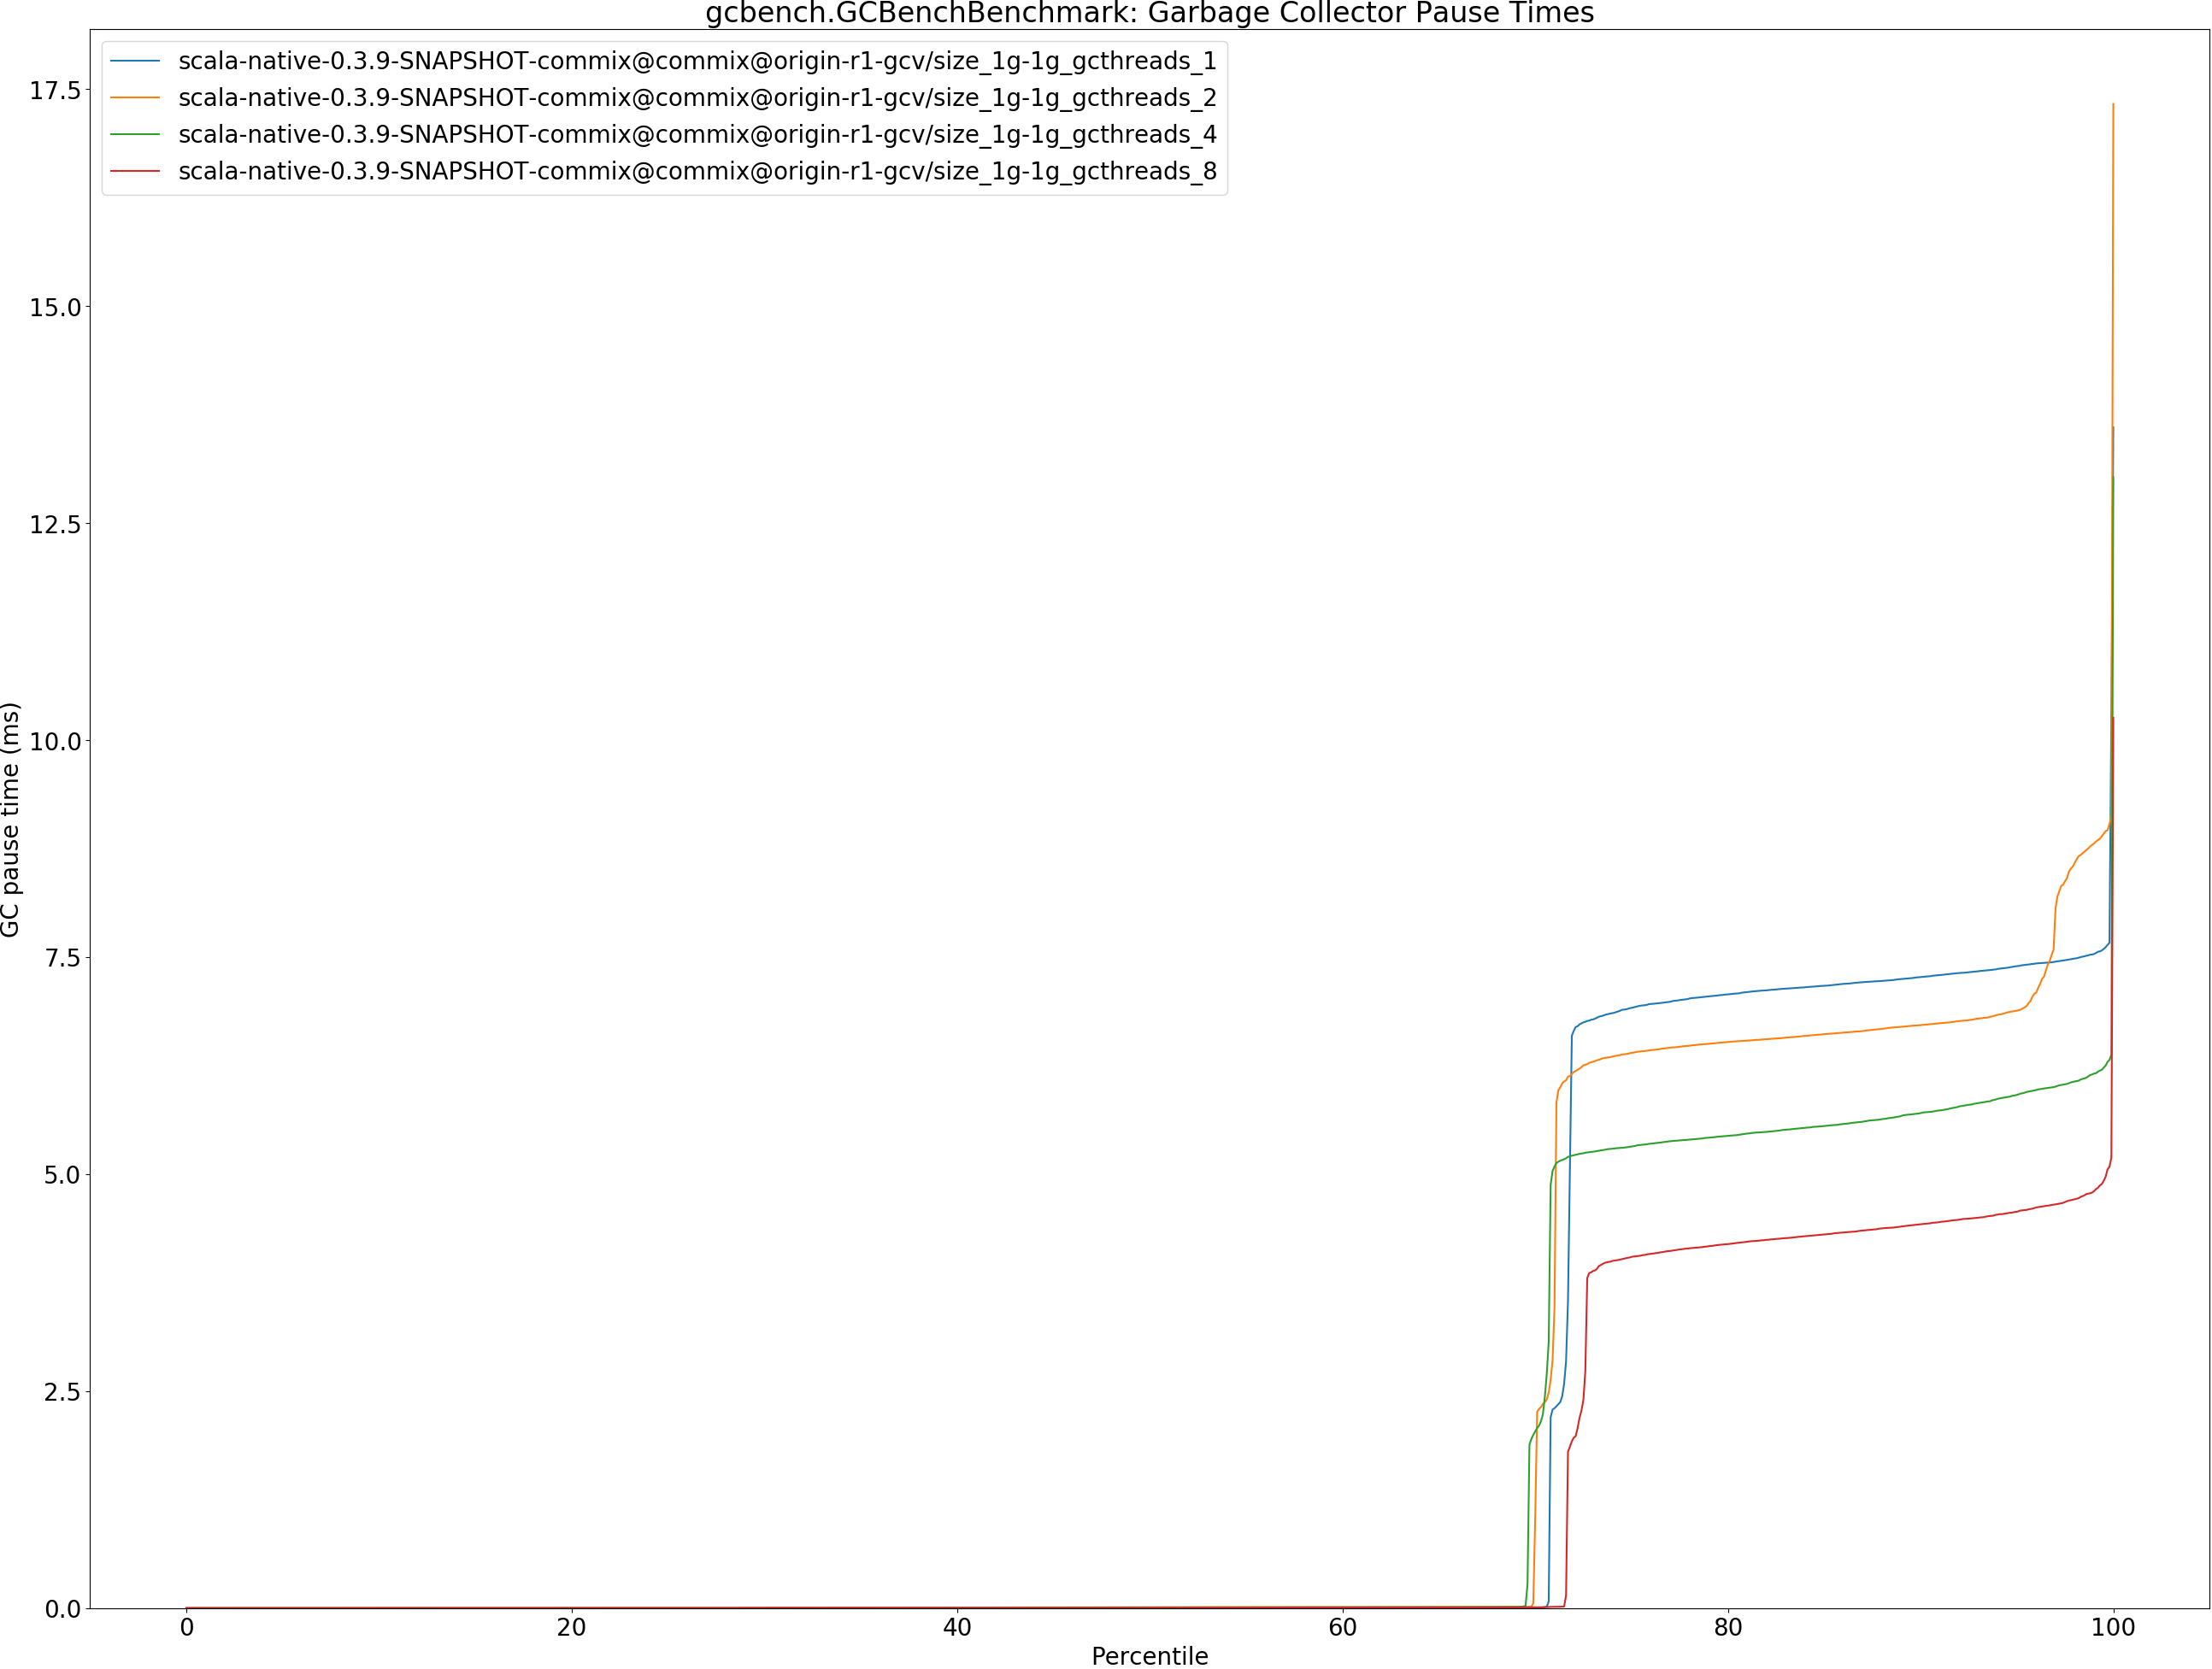 gcbench.GCBenchBenchmark: Garbage Collector Pause Times
scala-native-0.3.9-SNAPSHOT-commix@commix@origin-r1-gcv/size_1g-1g_gcthreads_1
scala-native-0.3.9-SNAPSHOT-commix@commix@origin-r1-gcv/size_1g-1g_gcthreads_2
scala-native-0.3.9-SNAPSHOT-commix@commix@origin-r1-gcv/size_1g-1g_gcthreads_4
scala-native-0.3.9-SNAPSHOT-commix@commix@origin-r1-gcv/size_1g-1g_gcthreads_8
17.5
15.0
12.5
10.0
7.5
5.0
2.5
0.0
GC pause time (ms)
0 20 40 60 80 100
Percentile